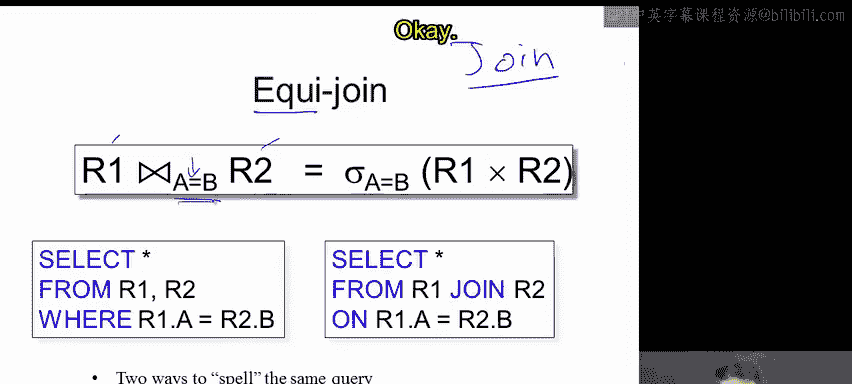 中英字幕课程资源@bilibili.com
Okay.
Join
Equi-join
R1 ⋈A=B R2 = σA=B (R1 × R2)
SELECT *
FROM R1, R2
WHERE R1.A = R2.B
SELECT *
FROM R1 JOIN R2
ON R1.A = R2.B
• Two ways to “spell” the same query